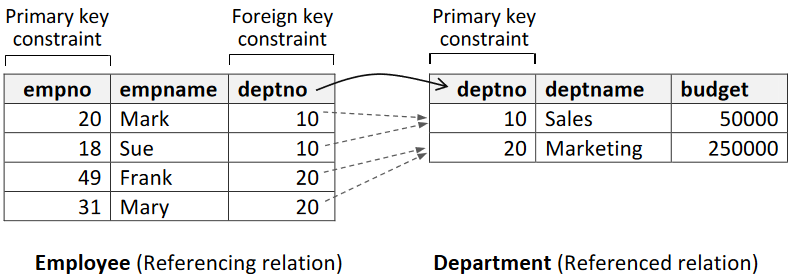 Primary key constraint
Foreign key constraint
Primary key constraint
empno empname deptno
20 Mark 10
18 Sue 10
49 Frank 20
31 Mary 20
deptno deptname budget
10 Sales 50000
20 Marketing 250000
Employee (Referencing relation)
Department (Referenced relation)